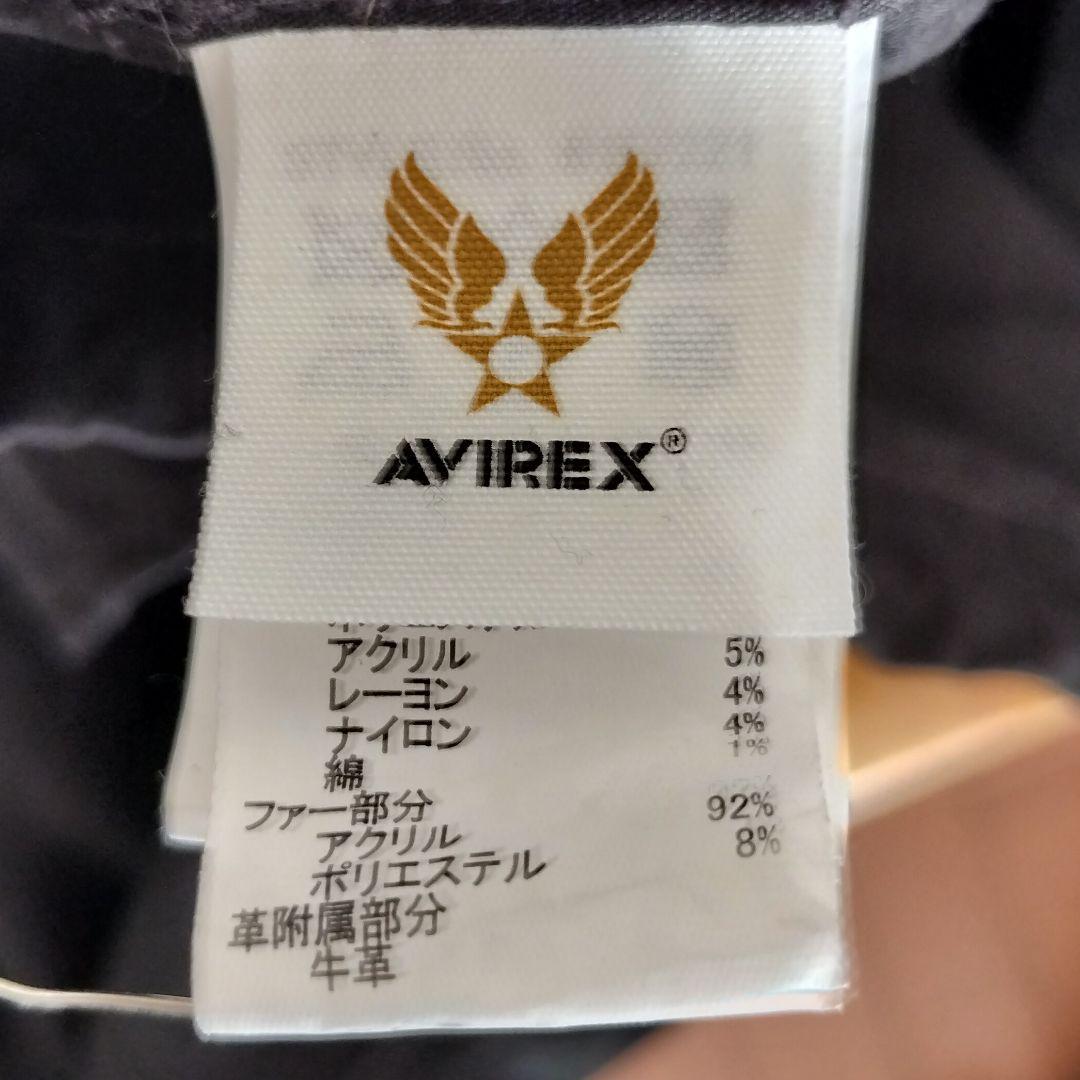 AVIREX®
アクリル 5%
レーヨン 4%
ナイロン 4%
綿 1%
ファー部分
アクリル 92%
ポリエステル 8%
革附属部分
牛革